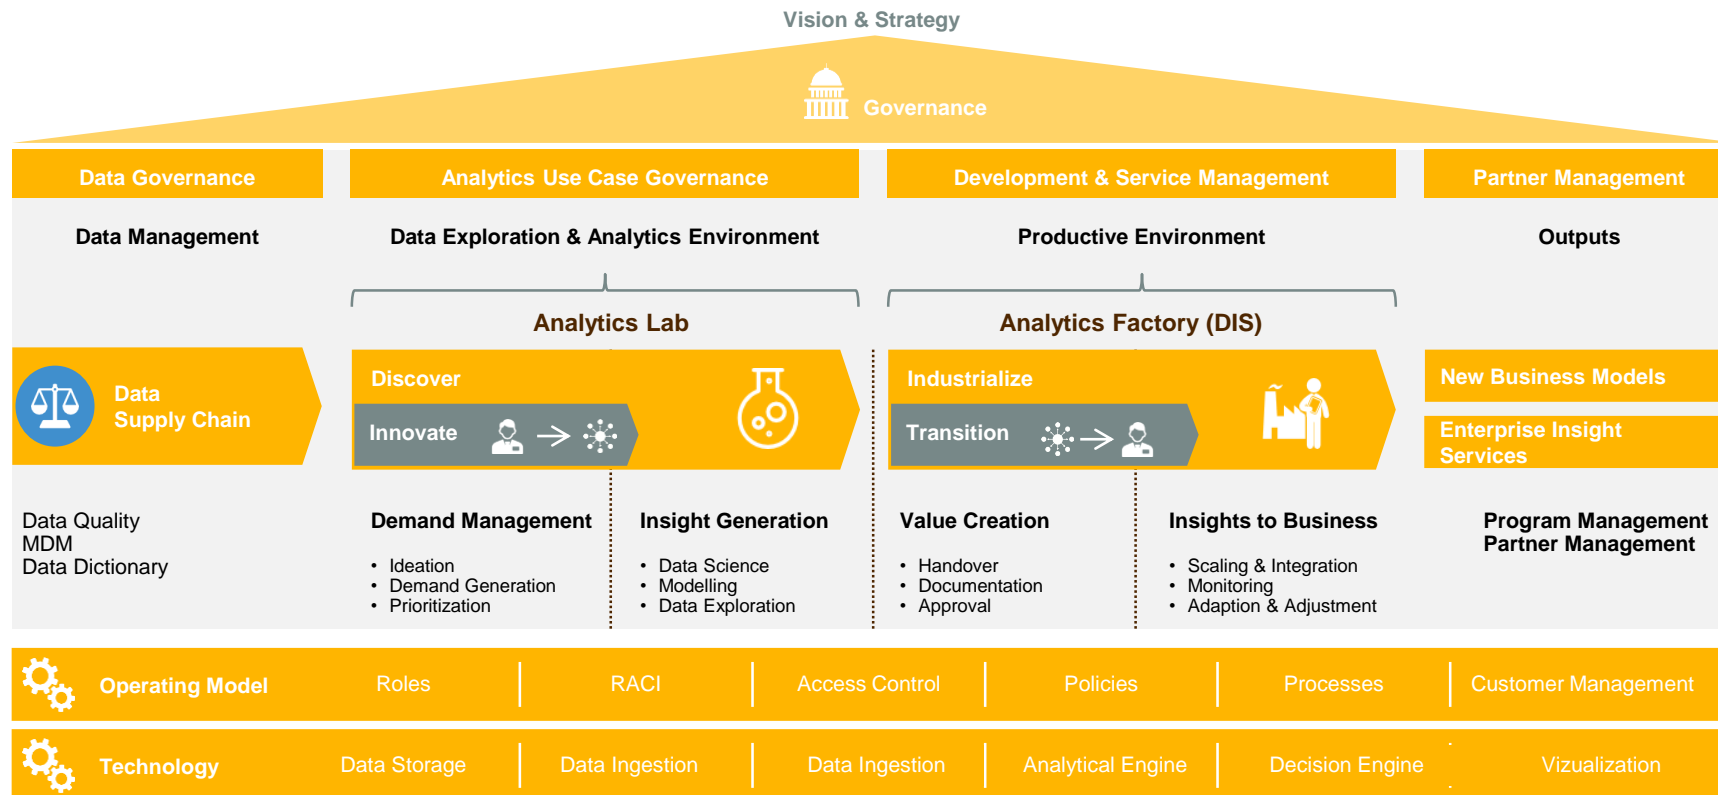 Vision & Strategy
Governance
Data Governance
Analytics Use Case Governance
Development & Service Management
Partner Management
Data Management
Data Exploration & Analytics Environment
Productive Environment
Outputs
Analytics Lab
Analytics Factory (DIS)
Data
Supply Chain
Discover
Innovate
Industrialize
Transition
New Business Models
Enterprise Insight
Services
Data Quality
MDM
Data Dictionary
Demand Management
• Ideation
• Demand Generation
• Prioritization
Insight Generation
• Data Science
• Modelling
• Data Exploration
Value Creation
• Handover
• Documentation
• Approval
Insights to Business
• Scaling & Integration
• Monitoring
• Adaption & Adjustment
Program Management
Partner Management
Operating Model
Roles
RACI
Access Control
Policies
Processes
Customer Management
Technology
Data Storage
Data Ingestion
Data Ingestion
Analytical Engine
Decision Engine
Vizualization